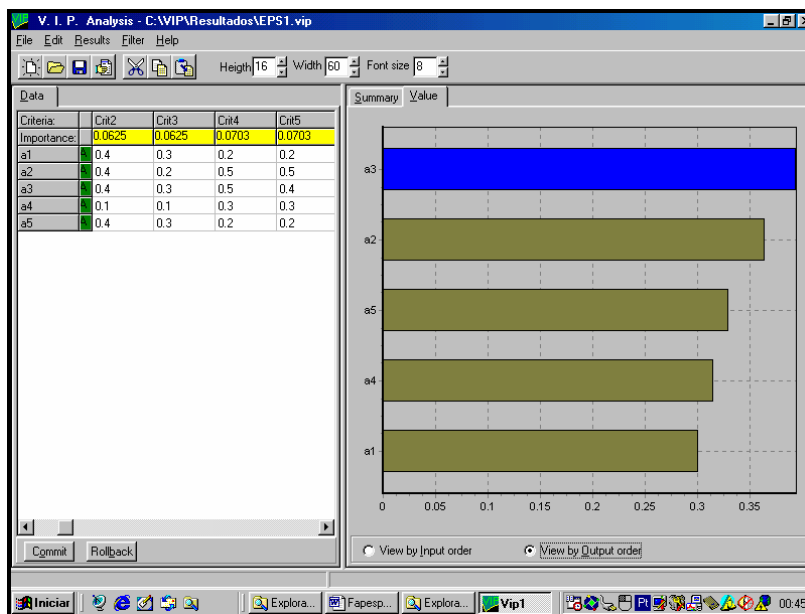 V. I. P. Analysis - C:\VIP\Resultados\EPS1.vip
File Edit Results Filter Help
Heigth 16 Width 60 Font size 8
Data
Criteria: Crit2 Crit3 Crit4 Crit5
Importance: 0.0625 0.0625 0.0703 0.0703
a1 0.4 0.3 0.2 0.2
a2 0.4 0.2 0.5 0.5
a3 0.4 0.3 0.5 0.4
a4 0.1 0.1 0.3 0.3
a5 0.4 0.3 0.2 0.2
Commit Rollback
Summary Value
a3
a2
a5
a4
a1
0 0.05 0.1 0.15 0.2 0.25 0.3 0.35
View by Input order View by Output order
Iniciar Explora... Fapesp... Explora... Vip1 Pt